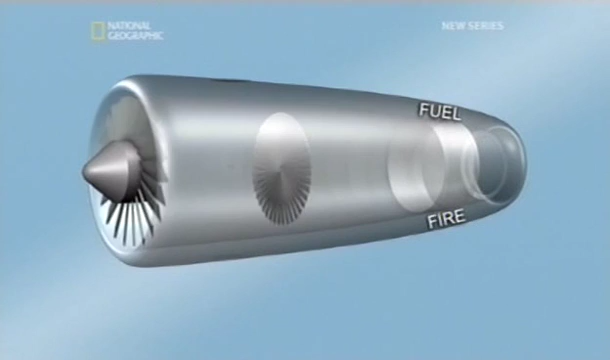 NATIONAL
GEOGRAPHIC
NEW SERIES
FUEL
FIRE